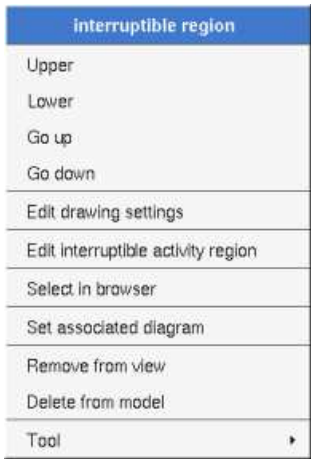 interruptible region
Upper
Lower
Go up
Go down
Edit drawing settings
Edit interruptible activity region
Select in browser
Set associated diagram
Remove from view
Delete from model
Tool